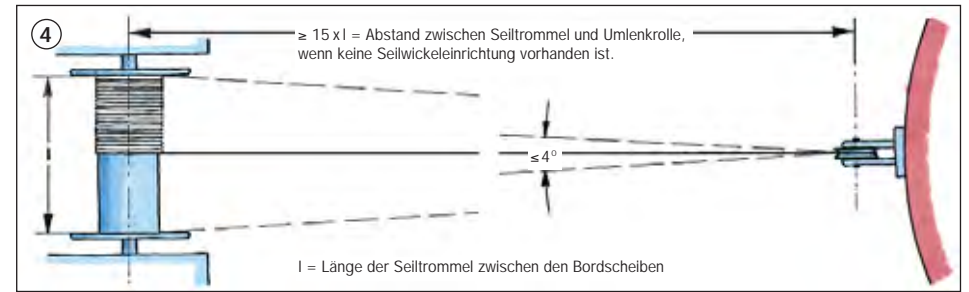 4
≥ 15 x l = Abstand zwischen Seiltrommel und Umlenkrolle,
wenn keine Seilwickeleinrichtung vorhanden ist.
l
≤ 4°
l = Länge der Seiltrommel zwischen den Bordscheiben